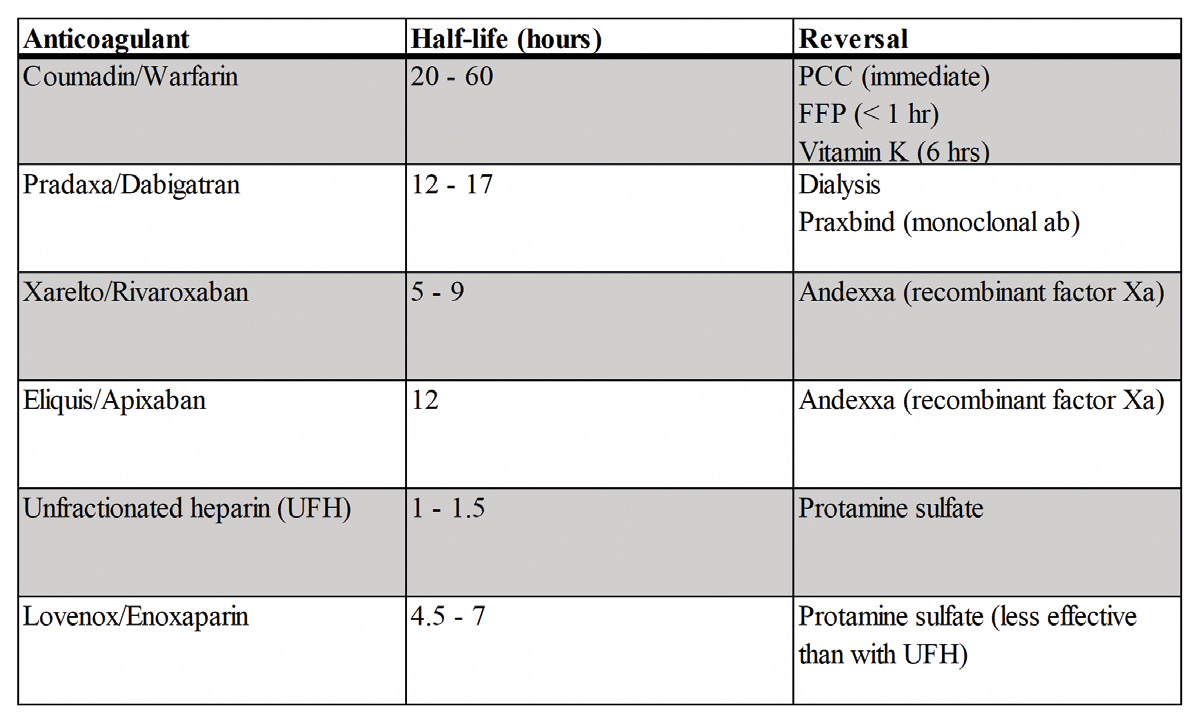 Anticoagulant Half-life (hours) Reversal
Coumadin/Warfarin 20 - 60 PCC (immediate)
FFP (< 1 hr)
Vitamin K (6 hrs)
Pradaxa/Dabigatran 12 - 17 Dialysis
Praxbind (monoclonal ab)
Xarelto/Rivaroxaban 5 - 9 Andexxa (recombinant factor Xa)
Eliquis/Apixaban 12 Andexxa (recombinant factor Xa)
Unfractionated heparin (UFH) 1 - 1.5 Protamine sulfate
Lovenox/Enoxaparin 4.5 - 7 Protamine sulfate (less effective
than with UFH)